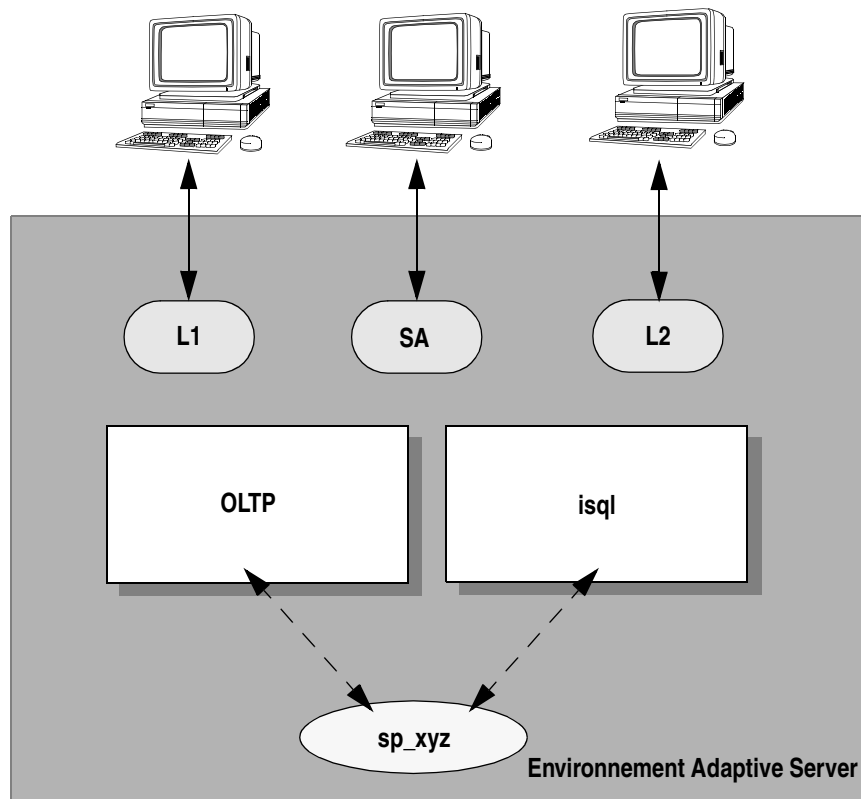 L1
SA
L2
OLTP
isql
sp_xyz
Environnement Adaptive Server